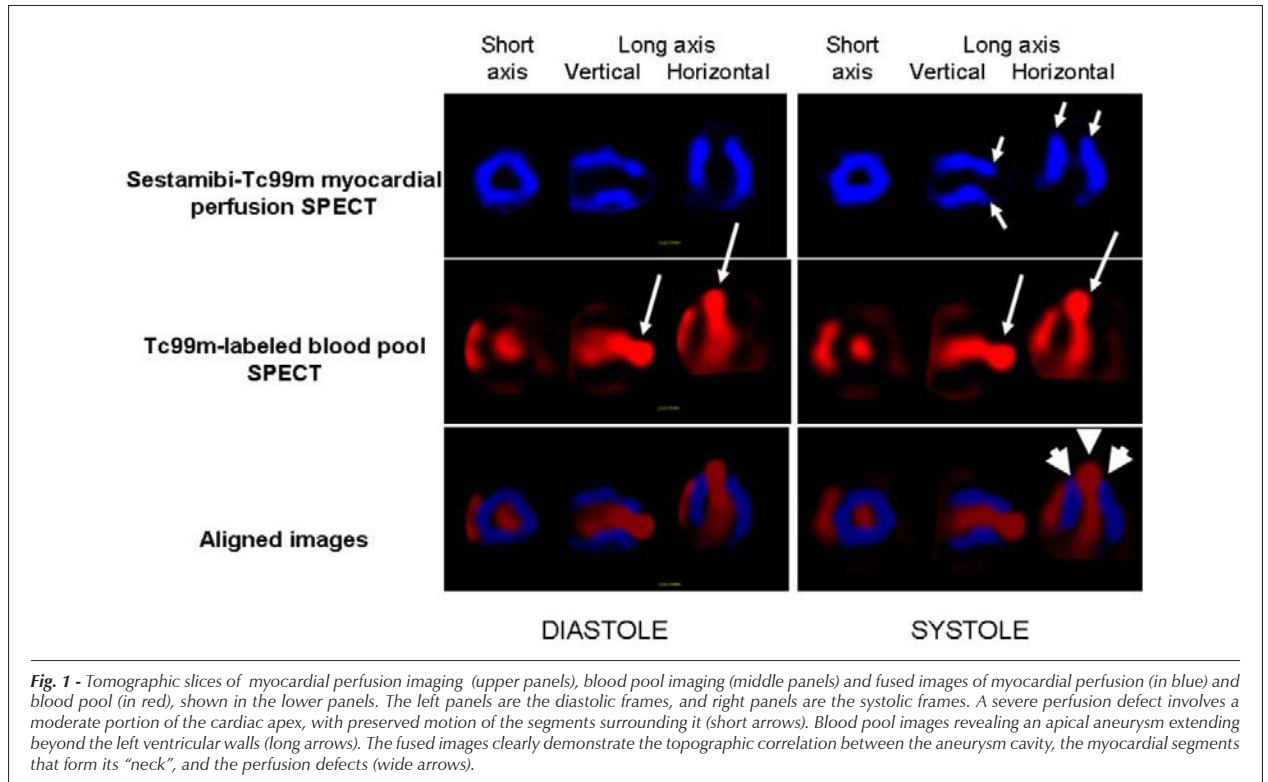 Short axis
Long axis
Vertical Horizontal
Short axis
Long axis
Vertical Horizontal
Sestamibi-Tc99m myocardial
perfusion SPECT
Tc99m-labeled blood pool
SPECT
Aligned images
DIASTOLE
SYSTOLE
Fig. 1 - Tomographic slices of myocardial perfusion imaging (upper panels), blood pool imaging (middle panels) and fused images of myocardial perfusion (in blue) and
blood pool (in red), shown in the lower panels. The left panels are the diastolic frames, and right panels are the systolic frames. A severe perfusion defect involves a
moderate portion of the cardiac apex, with preserved motion of the segments surrounding it (short arrows). Blood pool images revealing an apical aneurysm extending
beyond the left ventricular walls (long arrows). The fused images clearly demonstrate the topographic correlation between the aneurysm cavity, the myocardial segments
that form its “neck”, and the perfusion defects (wide arrows).